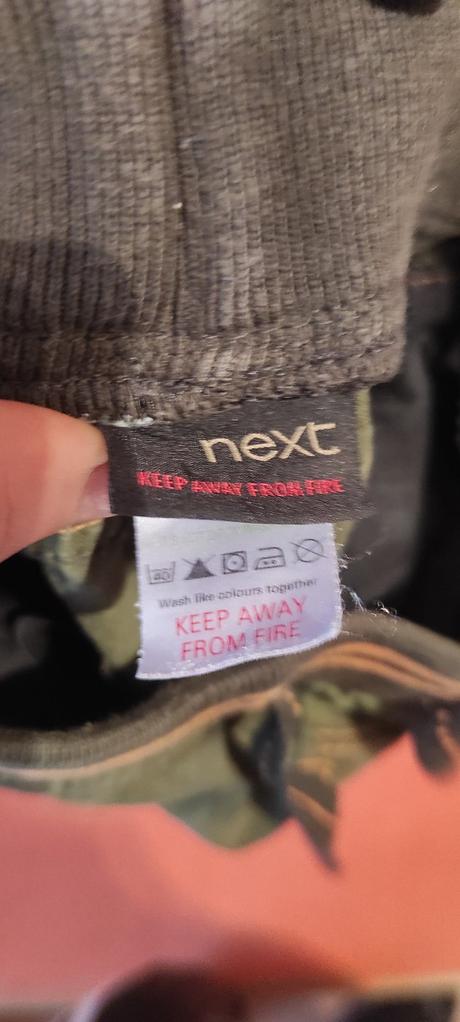 next
KEEP AWAY FROM FIRE
40
Wash like colours together
KEEP AWAY
FROM FIRE